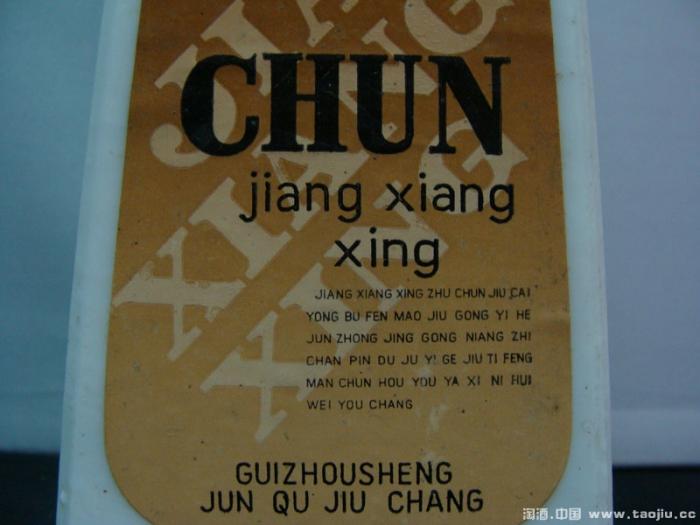 CHUN
jiang xiang
xing
JIANG XIANG XING
JIANG XIANG XING ZHU CHUN JIU CAI
YONG BU FEN MAO JIU GONG YI HE
JUN ZHONG JING GONG NIANG ZHI
CHAN PIN DU JU YI GE JIU TI FENG
MAN CHUN HOU YOU YA XI NI HUI
WEI YOU CHANG
GUIZHOUSHENG
JUN QU JIU CHANG
淘酒.中国 www.taojiu.cc